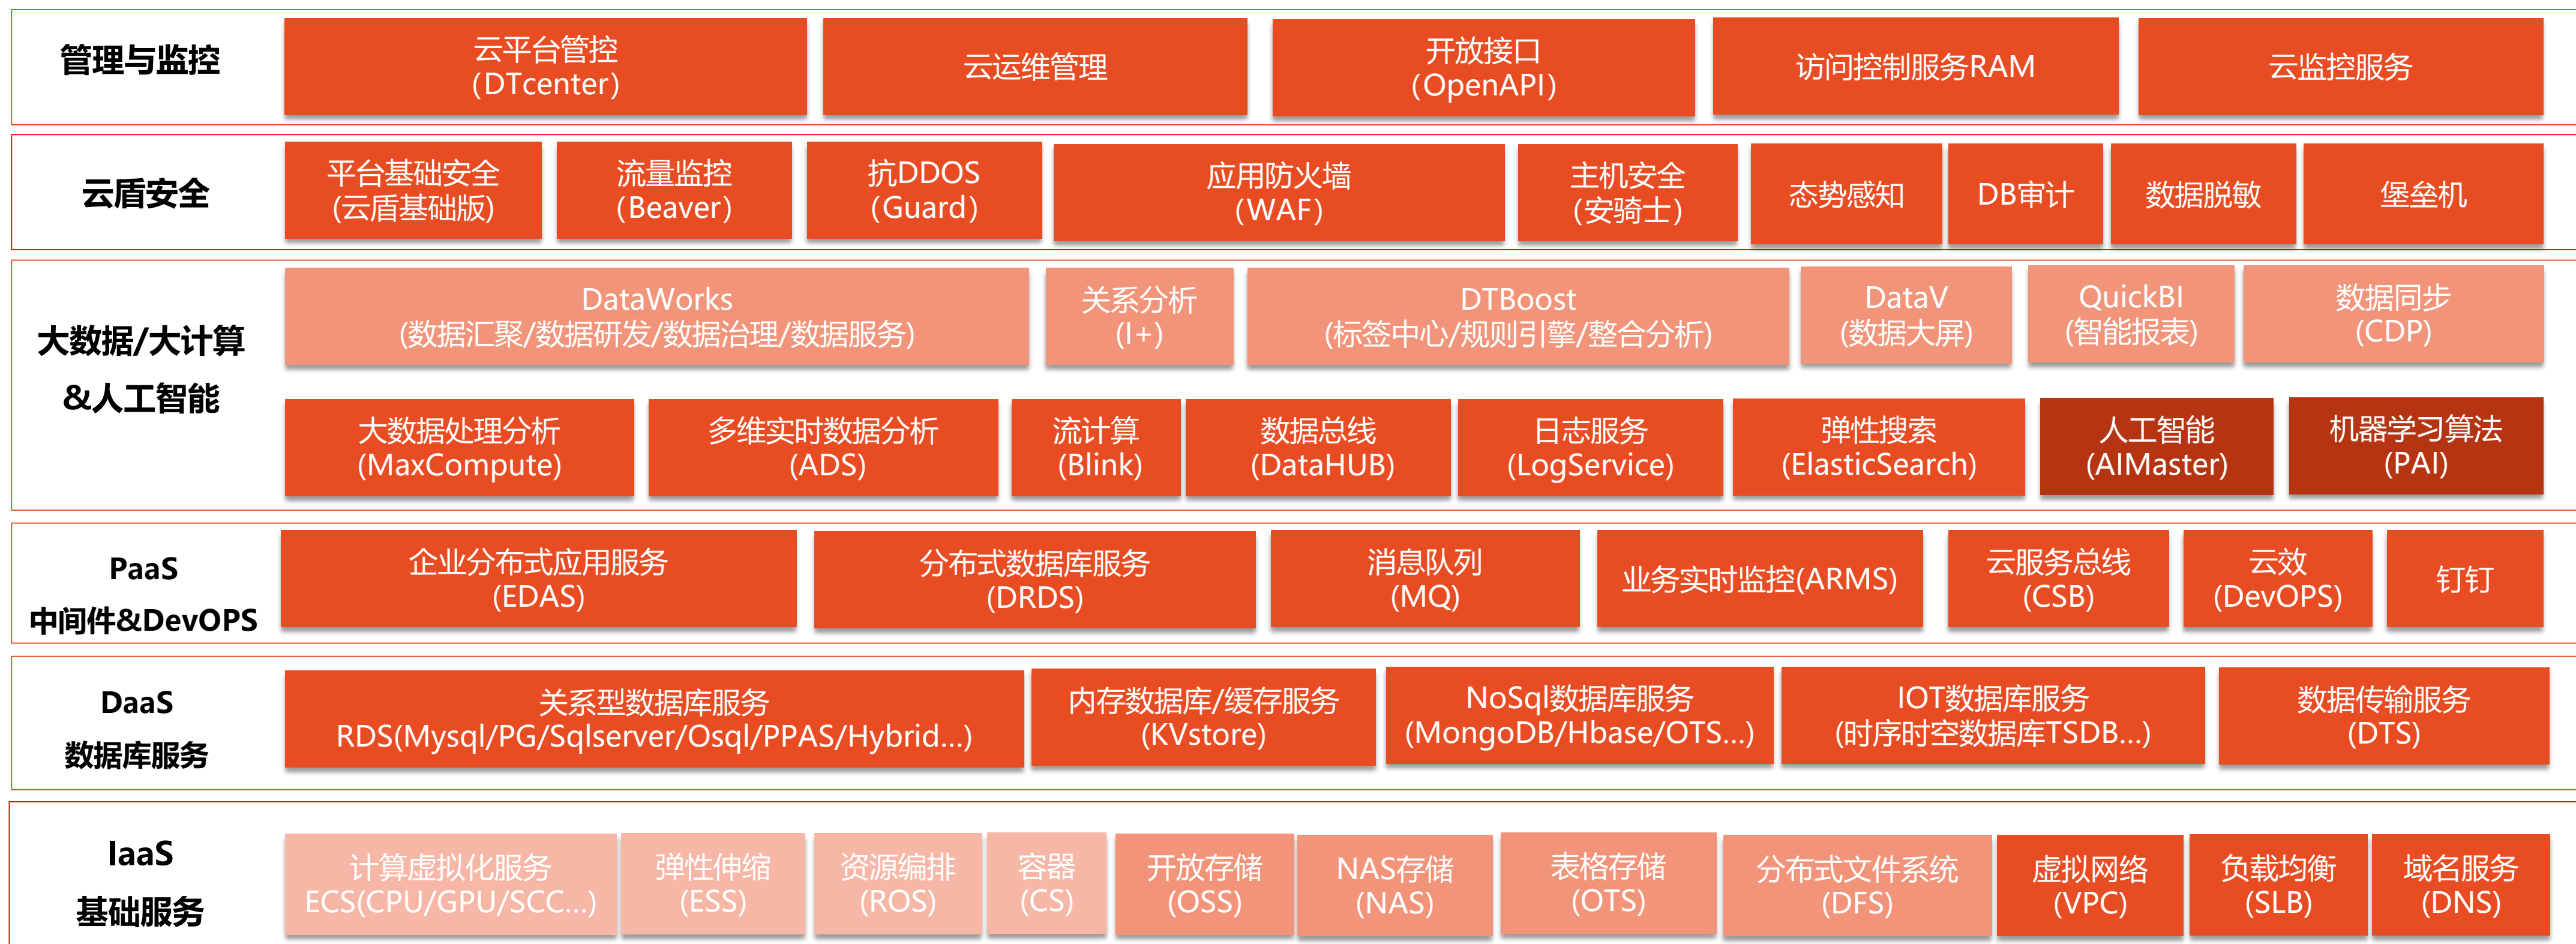 管理与监控
云平台管控
（DTcenter）
云运维管理
开放接口
（OpenAPI）
访问控制服务RAM
云监控服务
云盾安全
平台基础安全
(云盾基础版)
流量监控
（Beaver）
抗DDOS
（Guard）
应用防火墙
（WAF）
主机安全
（安骑士）
态势感知
DB审计
数据脱敏
堡垒机
大数据/大计算
&人工智能
DataWorks
(数据汇聚/数据研发/数据治理/数据服务)
关系分析
(I+)
DTBoost
(标签中心/规则引擎/整合分析)
DataV
(数据大屏)
QuickBI
(智能报表)
数据同步
(CDP)
大数据处理分析
(MaxCompute)
多维实时数据分析
(ADS)
流计算
(Blink)
数据总线
(DataHUB)
日志服务
(LogService)
弹性搜索
(ElasticSearch)
人工智能
(AIMaster)
机器学习算法
(PAI)
PaaS
中间件&DevOPS
企业分布式应用服务
(EDAS)
分布式数据库服务
(DRDS)
消息队列
(MQ)
业务实时监控(ARMS)
云服务总线
(CSB)
云效
(DevOPS)
钉钉
DaaS
数据库服务
关系型数据库服务
RDS(Mysql/PG/Sqlserver/Osql/PPAS/Hybrid...)
内存数据库/缓存服务
(KVstore)
NoSql数据库服务
(MongoDB/Hbase/OTS...)
IOT数据库服务
(时序时空数据库TSDB...)
数据传输服务
(DTS)
IaaS
基础服务
计算虚拟化服务
ECS(CPU/GPU/SCC...)
弹性伸缩
(ESS)
资源编排
(ROS)
容器
(CS)
开放存储
(OSS)
NAS存储
(NAS)
表格存储
(OTS)
分布式文件系统
(DFS)
虚拟网络
(VPC)
负载均衡
(SLB)
域名服务
(DNS)